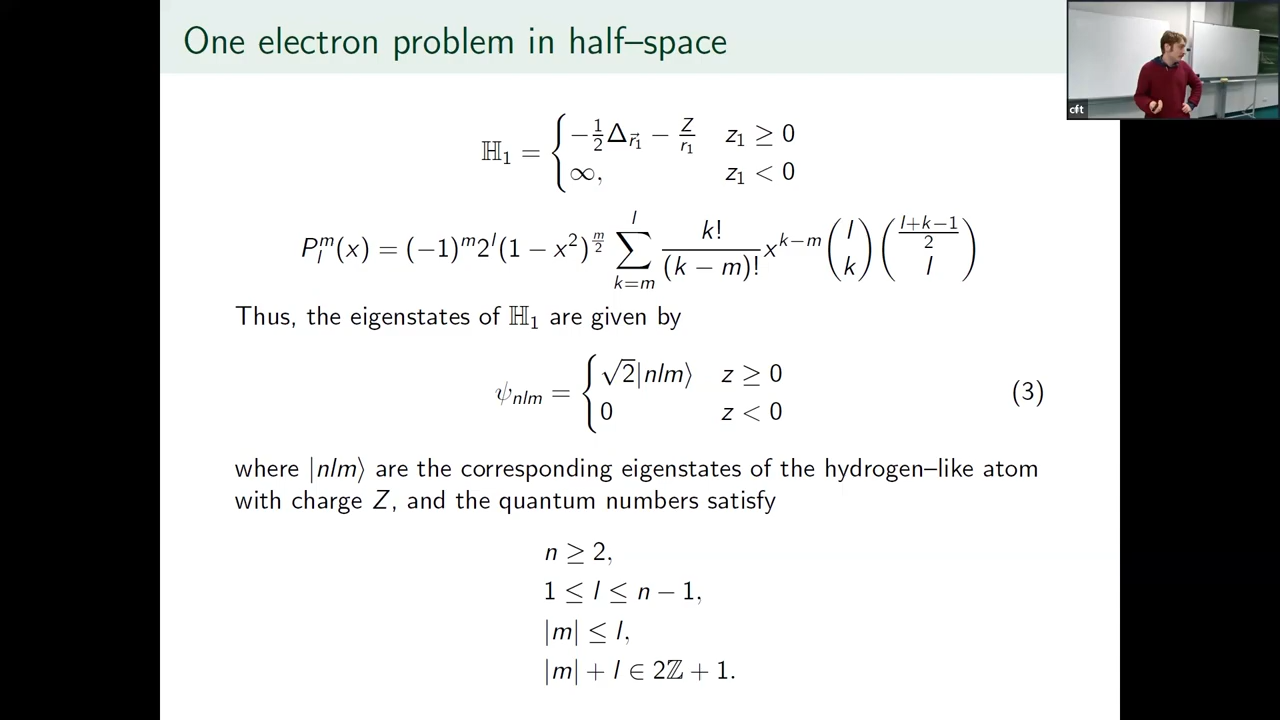 One electron problem in half–space
cft
ℍ₁ = { −½Δ_{r⃗₁} − Z/r₁   z₁ ≥ 0
∞,   z₁ < 0
P_l^m(x) = (−1)^m 2^l (1 − x²)^{m/2} ∑_{k=m}^{l} k!/(k − m)! x^{k−m} \binom{l}{k} \binom{\frac{l+k−1}{2}}{l}
Thus, the eigenstates of ℍ₁ are given by
ψ_{nlm} = { √2|nlm⟩   z ≥ 0
0   z < 0   (3)
where |nlm⟩ are the corresponding eigenstates of the hydrogen–like atom
with charge Z, and the quantum numbers satisfy
n ≥ 2,
1 ≤ l ≤ n − 1,
|m| ≤ l,
|m| + l ∈ 2ℤ + 1.